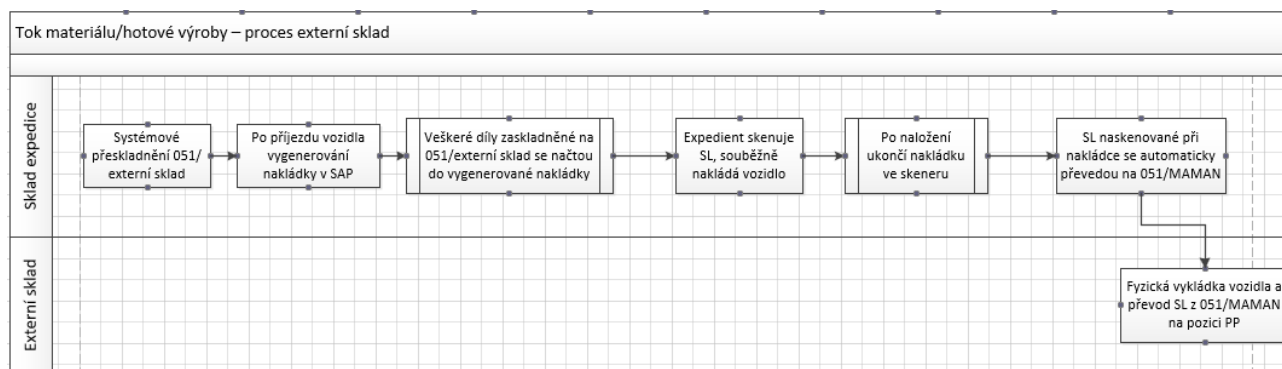 Tok materiálu/hotové výroby – proces externí sklad
Sklad expedice
Systémové
přeskladnění 051/
externí sklad
Po příjezdu vozidla
vygenerování
nakládky v SAP
Veškeré díly zaskladněné na
051/externí sklad se načtou
do vygenerované nakládky
Expedient skenuje
SL, souběžně
nakládá vozidlo
Po naložení
ukončí nakládku
ve skeneru
SL naskenované při
nakládce se automaticky
převedou na 051/MAMAN
Externí sklad
Fyzická vykládka vozidla a
převod SL z 051/MAMAN
na pozici PP